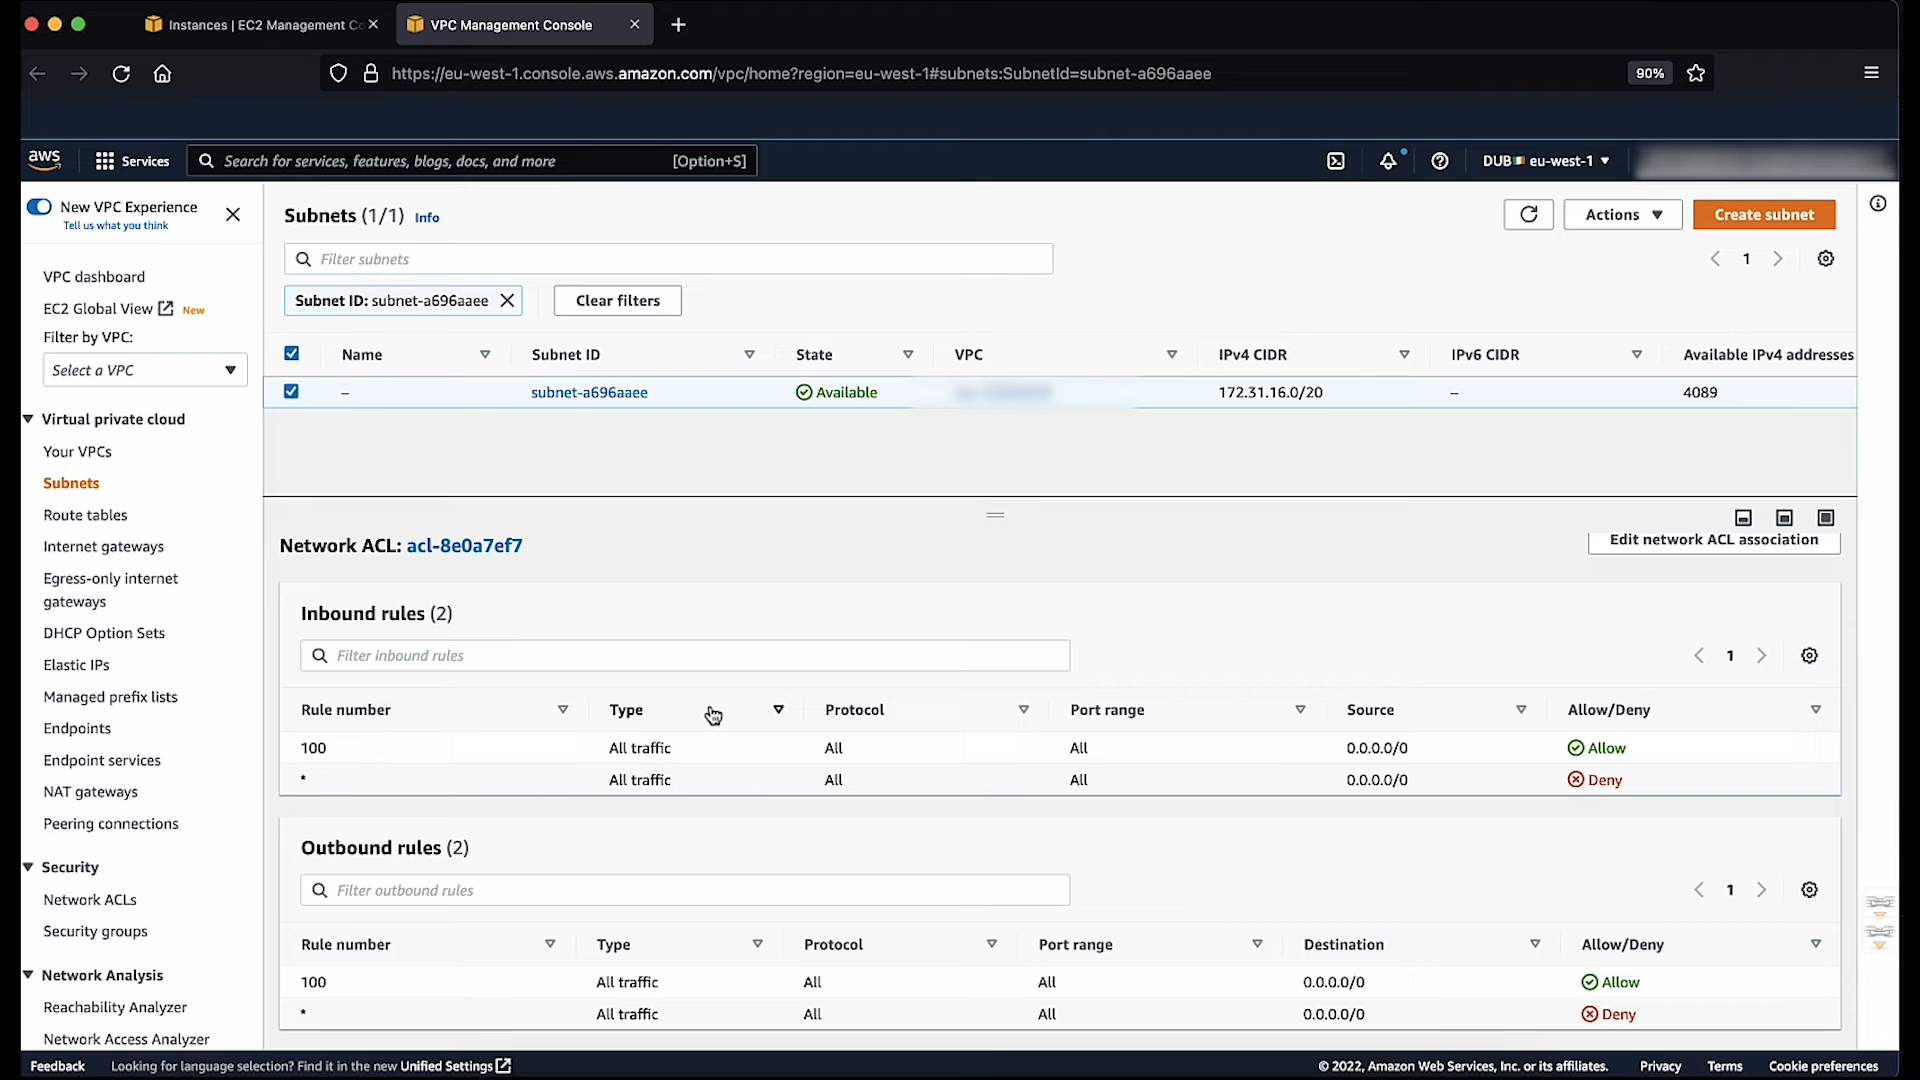 Instances | EC2 Management Co
VPC Management Console
https://eu-west-1.console.aws.amazon.com/vpc/home?region=eu-west-1#subnets:SubnetId=subnet-a696aaee
90%
aws
Services
Search for services, features, blogs, docs, and more
[Option+S]
DUB eu-west-1
New VPC Experience
Tell us what you think
VPC dashboard
EC2 Global View New
Filter by VPC:
Select a VPC
Virtual private cloud
Your VPCs
Subnets
Route tables
Internet gateways
Egress-only internet
gateways
DHCP Option Sets
Elastic IPs
Managed prefix lists
Endpoints
Endpoint services
NAT gateways
Peering connections
Security
Network ACLs
Security groups
Network Analysis
Reachability Analyzer
Network Access Analyzer
Subnets (1/1) Info
Actions
Create subnet
Filter subnets
1
Subnet ID: subnet-a696aaee
Clear filters
Name Subnet ID State VPC IPv4 CIDR IPv6 CIDR Available IPv4 addresses
– subnet-a696aaee Available 172.31.16.0/20 – 4089
Network ACL: acl-8e0a7ef7
Edit network ACL association
Inbound rules (2)
Filter inbound rules
1
Rule number Type Protocol Port range Source Allow/Deny
100 All traffic All All 0.0.0.0/0 Allow
* All traffic All All 0.0.0.0/0 Deny
Outbound rules (2)
Filter outbound rules
1
Rule number Type Protocol Port range Destination Allow/Deny
100 All traffic All All 0.0.0.0/0 Allow
* All traffic All All 0.0.0.0/0 Deny
Feedback
Looking for language selection? Find it in the new Unified Settings
© 2022, Amazon Web Services, Inc. or its affiliates.
Privacy
Terms
Cookie preferences